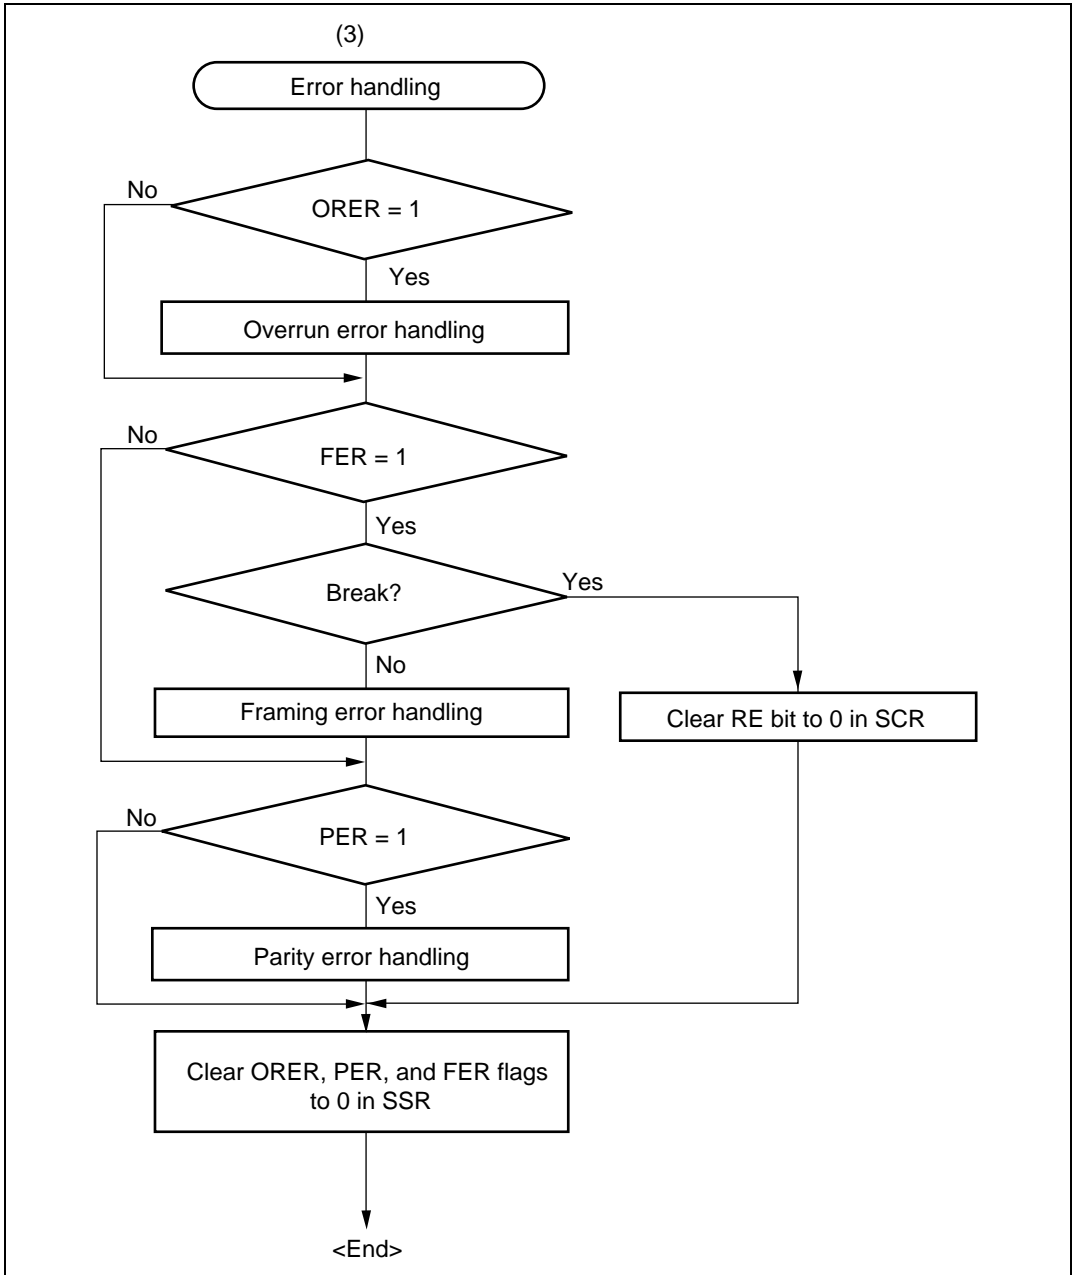 (3)
Error handling
No
ORER = 1
Yes
Overrun error handling
No
FER = 1
Yes
Break?
Yes
No
Framing error handling
Clear RE bit to 0 in SCR
No
PER = 1
Yes
Parity error handling
Clear ORER, PER, and FER flags
to 0 in SSR
<End>